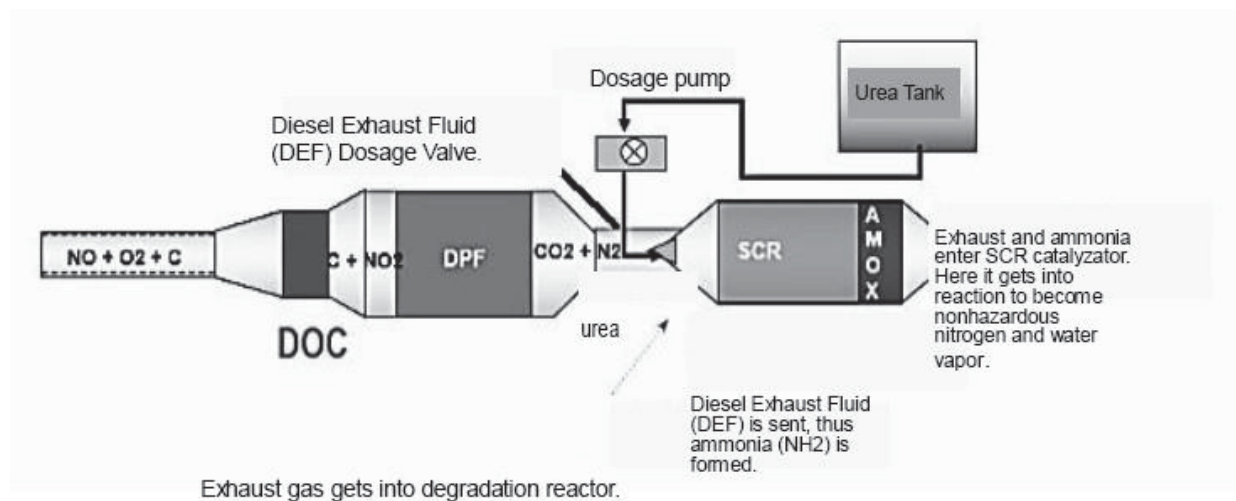 Dosage pump
Urea Tank
Diesel Exhaust Fluid
(DEF) Dosage Valve.
NO + O2 + C
C + NO2
DPF
CO2 + N2
SCR
AMOX
DOC
urea
Exhaust and ammonia
enter SCR catalyzator.
Here it gets into
reaction to become
nonhazardous
nitrogen and water
vapor.
Diesel Exhaust Fluid
(DEF) is sent, thus
ammonia (NH2) is
formed.
Exhaust gas gets into degradation reactor.